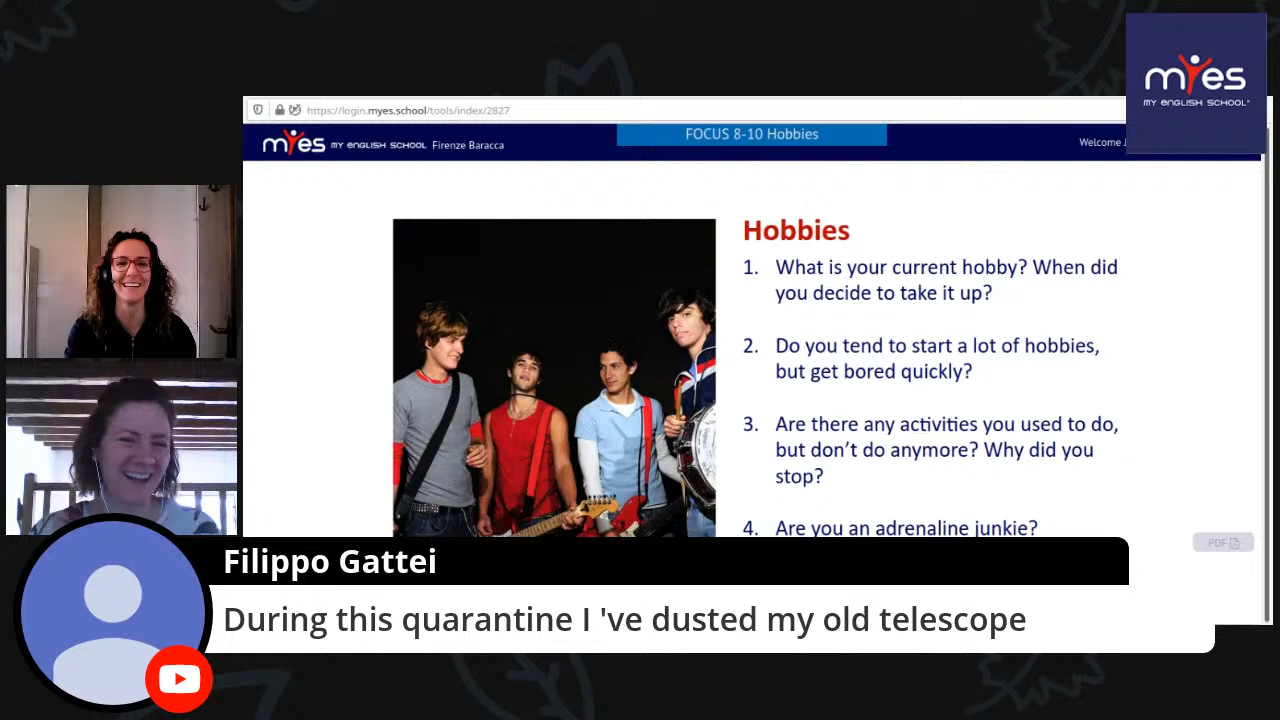 myes
MY ENGLISH SCHOOL
https://login.myes.school/tools/index/2827
myes MY ENGLISH SCHOOL Firenze Baracca
FOCUS 8-10 Hobbies
Welcome J
Hobbies
1. What is your current hobby? When did
you decide to take it up?
2. Do you tend to start a lot of hobbies,
but get bored quickly?
3. Are there any activities you used to do,
but don't do anymore? Why did you
stop?
4. Are you an adrenaline junkie?
PDF
Filippo Gattei
During this quarantine I 've dusted my old telescope